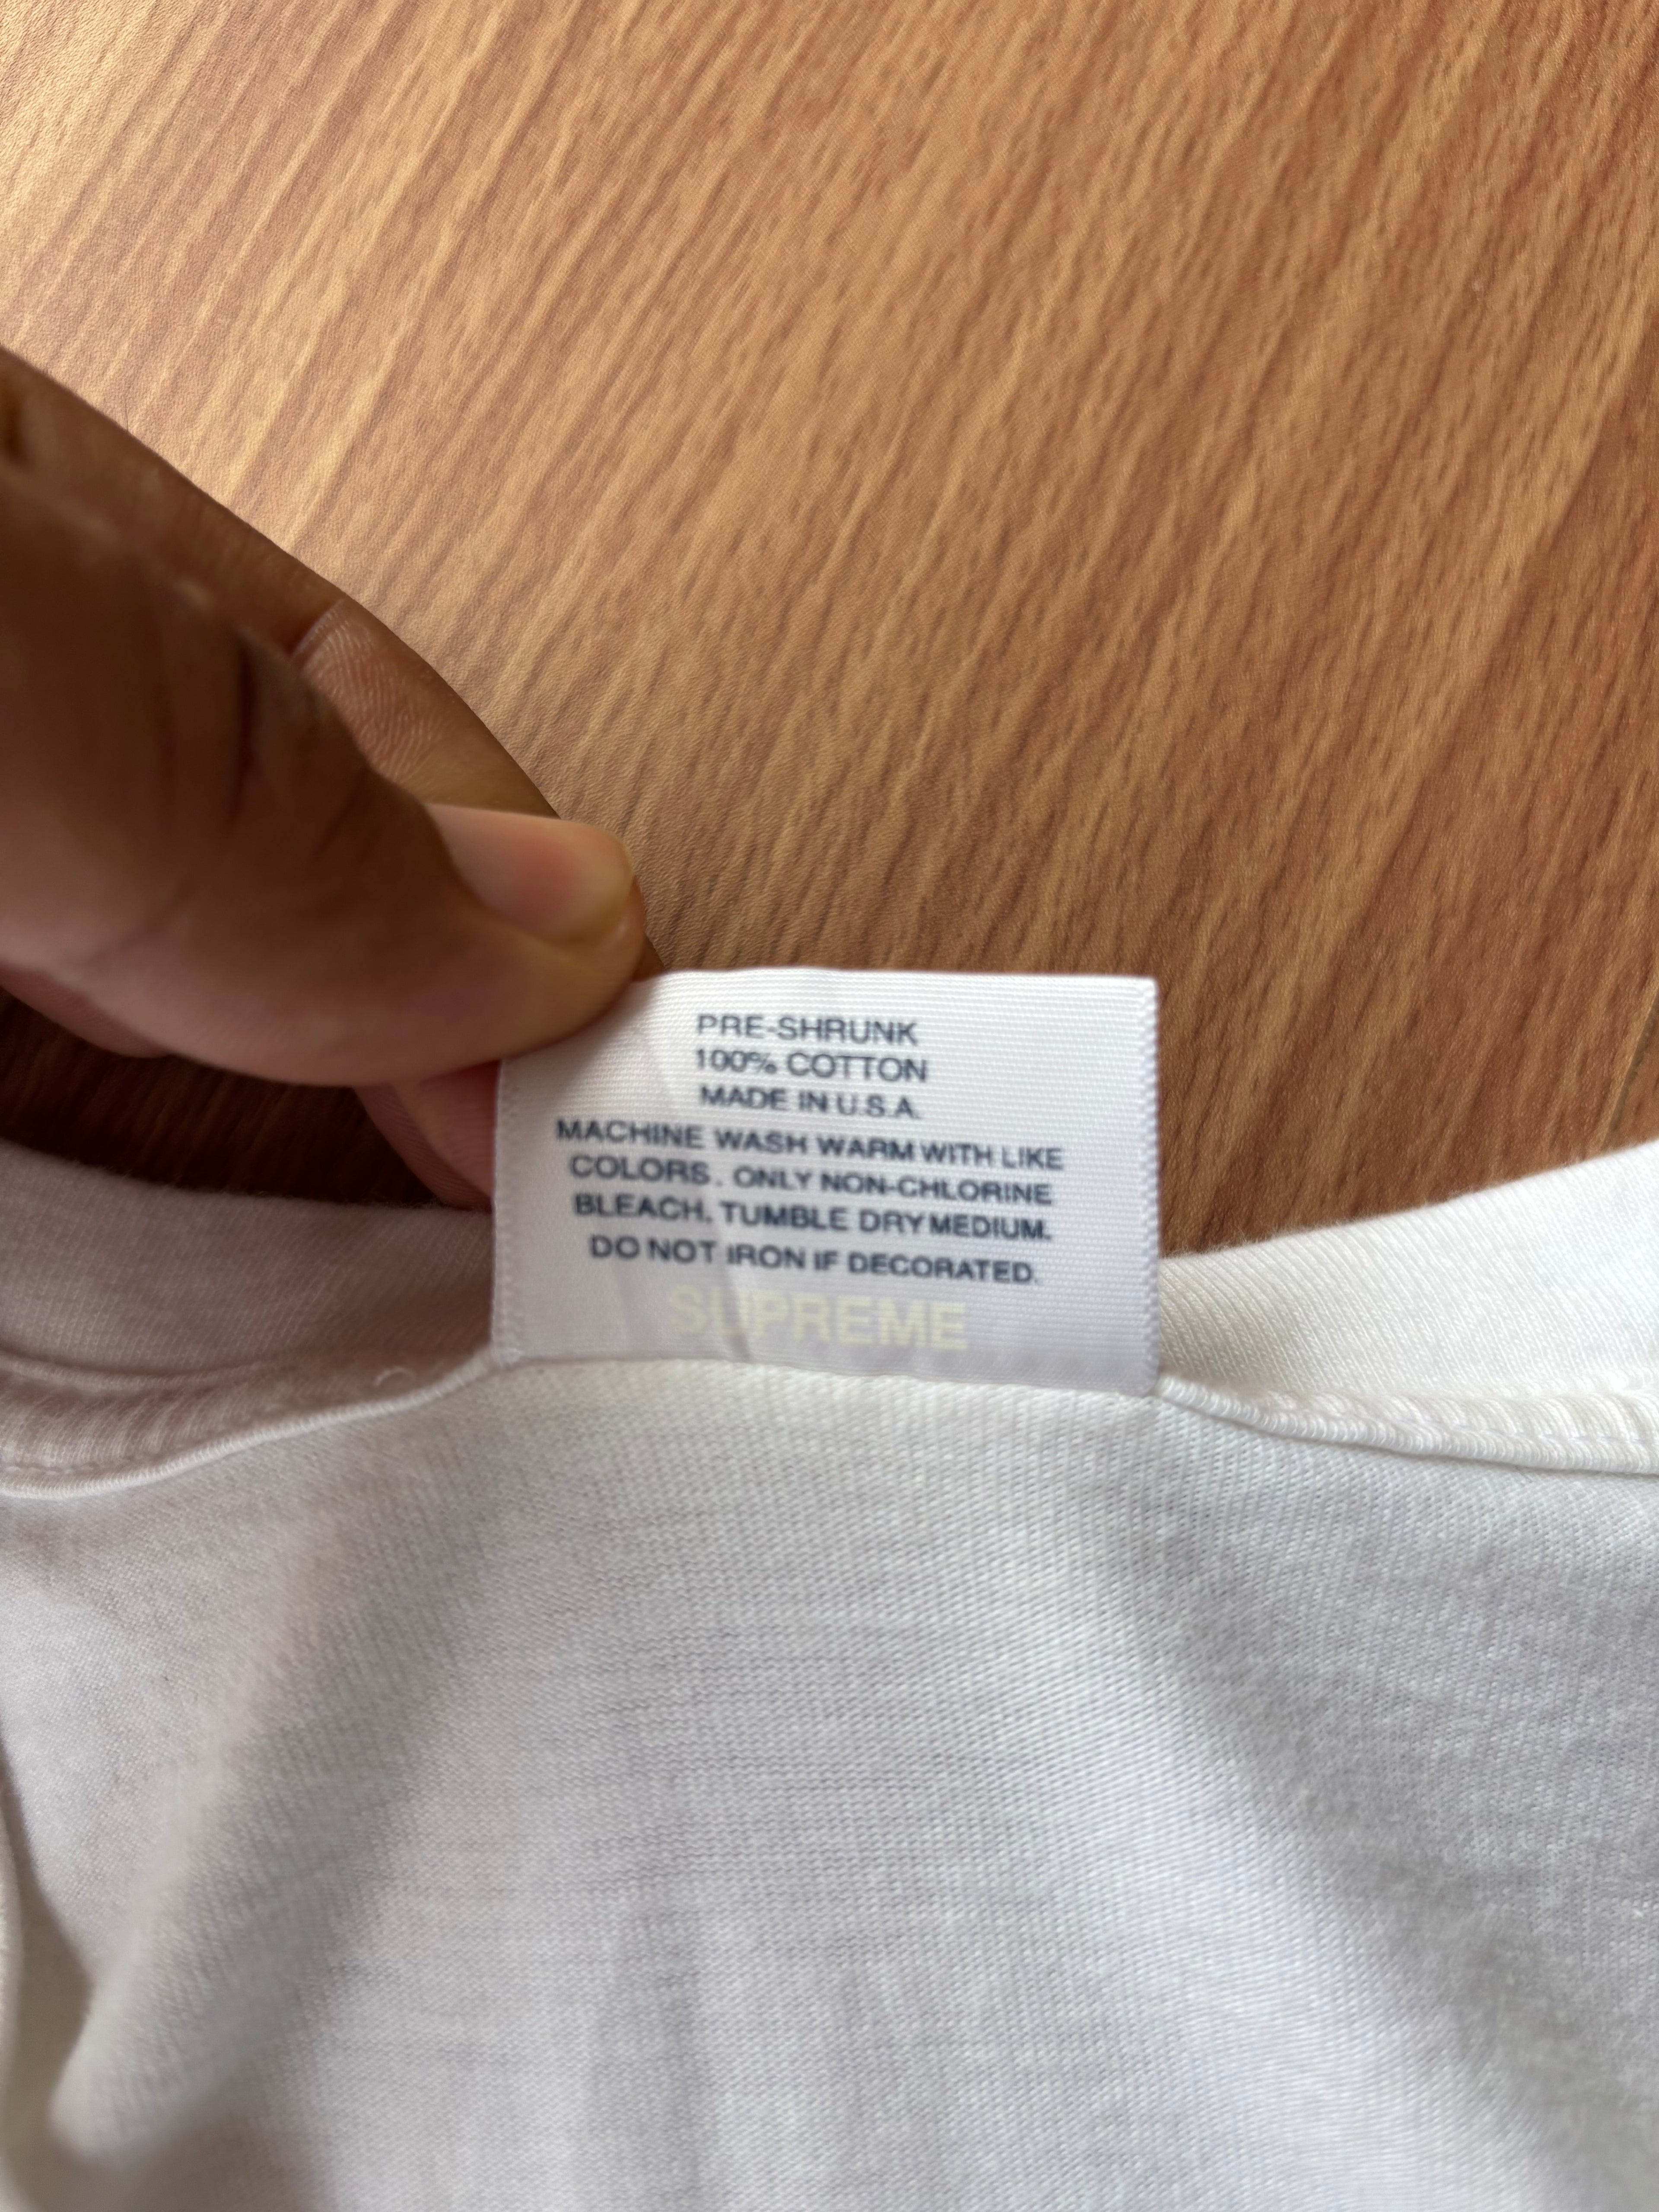 PRE-SHRUNK
100% COTTON
MADE IN U.S.A.
MACHINE WASH WARM WITH LIKE
COLORS. ONLY NON-CHLORINE
BLEACH. TUMBLE DRY MEDIUM.
DO NOT IRON IF DECORATED.
SUPREME